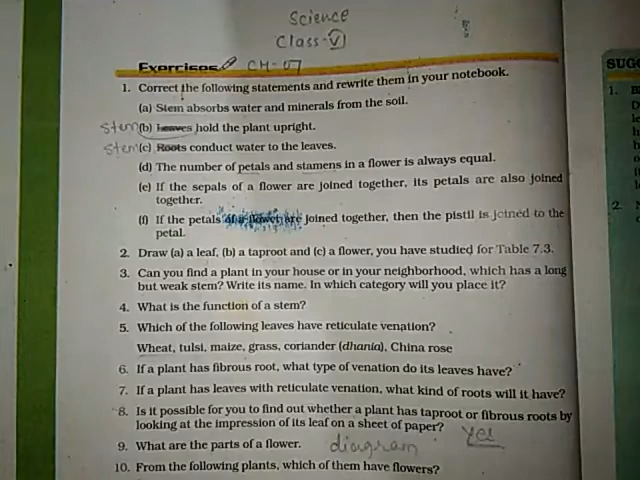 Science
Class-V
Exercises CH-07
1. Correct the following statements and rewrite them in your notebook.
(a) Stem absorbs water and minerals from the soil.
stem (b) Leaves hold the plant upright.
stem (c) Roots conduct water to the leaves.
(d) The number of petals and stamens in a flower is always equal.
(e) If the sepals of a flower are joined together, its petals are also joined
together.
(f) If the petals of a flower are joined together, then the pistil is joined to the
petal.
2. Draw (a) a leaf, (b) a taproot and (c) a flower, you have studied for Table 7.3.
3. Can you find a plant in your house or in your neighborhood, which has a long
but weak stem? Write its name. In which category will you place it?
4. What is the function of a stem?
5. Which of the following leaves have reticulate venation?
Wheat, tulsi, maize, grass, coriander (dhania), China rose
6. If a plant has fibrous root, what type of venation do its leaves have?
7. If a plant has leaves with reticulate venation, what kind of roots will it have?
8. Is it possible for you to find out whether a plant has taproot or fibrous roots by
looking at the impression of its leaf on a sheet of paper? yes
9. What are the parts of a flower. diagram
10. From the following plants, which of them have flowers?
SUGG
1.
2.